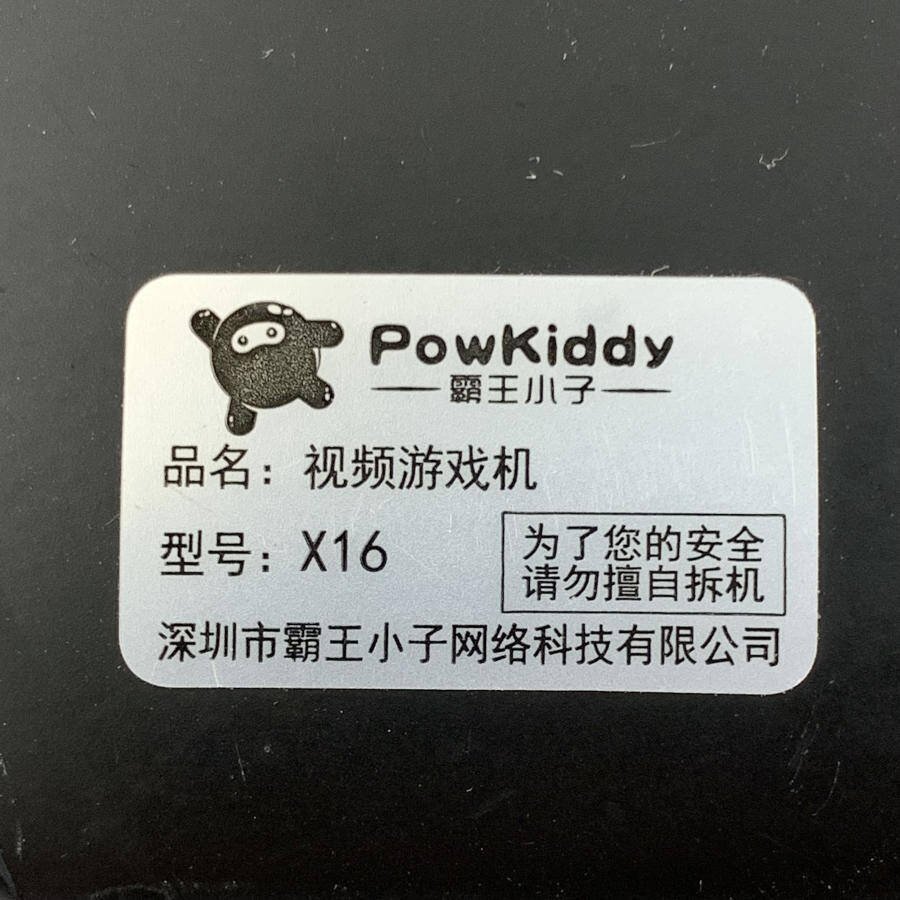 PowKiddy
霸王小子
品名：视频游戏机
型号：X16
为了您的安全
请勿擅自拆机
深圳市霸王小子网络科技有限公司